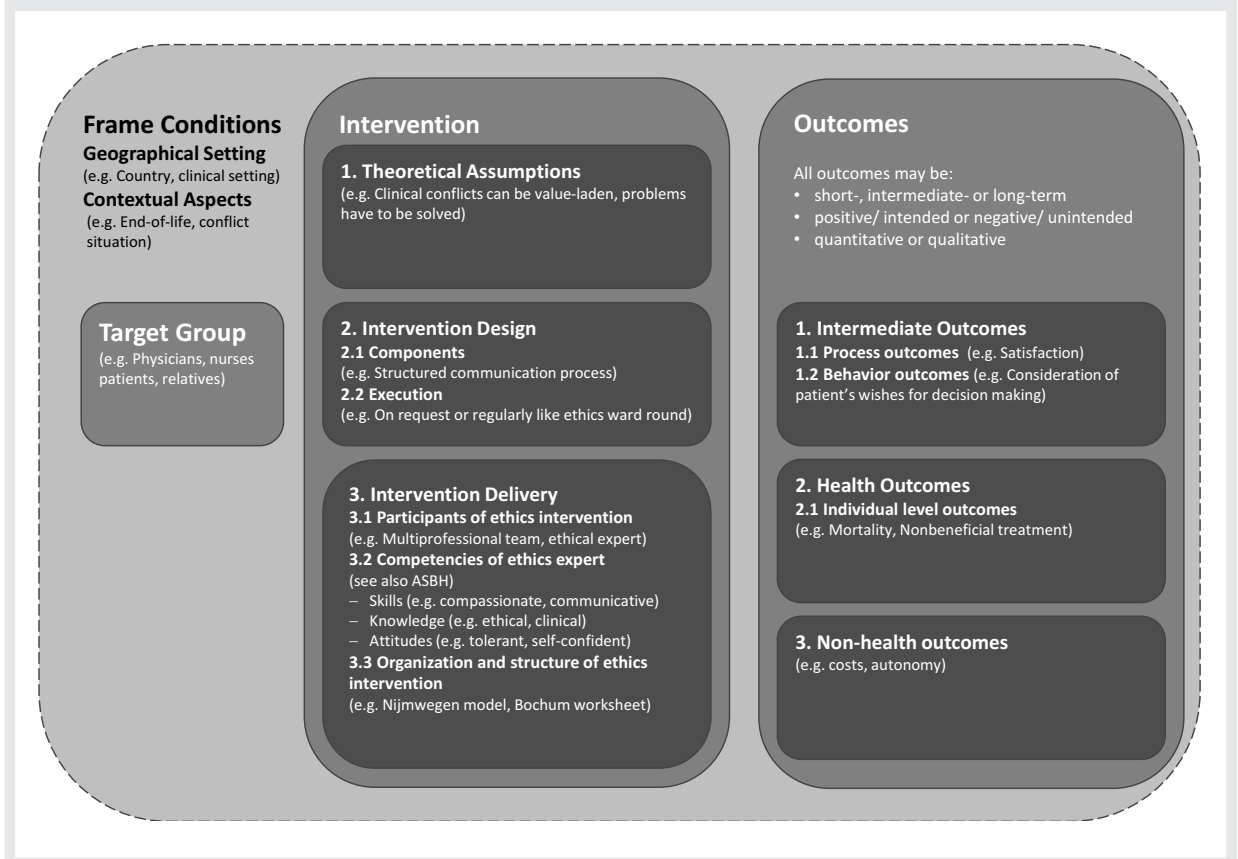 Frame Conditions
Geographical Setting
(e.g. Country, clinical setting)
Contextual Aspects
(e.g. End-of-life, conflict
situation)
Target Group
(e.g. Physicians, nurses
patients, relatives)
Intervention
1. Theoretical Assumptions
(e.g. Clinical conflicts can be value-laden, problems
have to be solved)
2. Intervention Design
2.1 Components
(e.g. Structured communication process)
2.2 Execution
(e.g. On request or regularly like ethics ward round)
3. Intervention Delivery
3.1 Participants of ethics intervention
(e.g. Multiprofessional team, ethical expert)
3.2 Competencies of ethics expert
(see also ASBH)
– Skills (e.g. compassionate, communicative)
– Knowledge (e.g. ethical, clinical)
– Attitudes (e.g. tolerant, self-confident)
3.3 Organization and structure of ethics
intervention
(e.g. Nijmwegen model, Bochum worksheet)
Outcomes
All outcomes may be:
• short-, intermediate- or long-term
• positive/ intended or negative/ unintended
• quantitative or qualitative
1. Intermediate Outcomes
1.1 Process outcomes (e.g. Satisfaction)
1.2 Behavior outcomes (e.g. Consideration of
patient's wishes for decision making)
2. Health Outcomes
2.1 Individual level outcomes
(e.g. Mortality, Nonbeneficial treatment)
3. Non-health outcomes
(e.g. costs, autonomy)